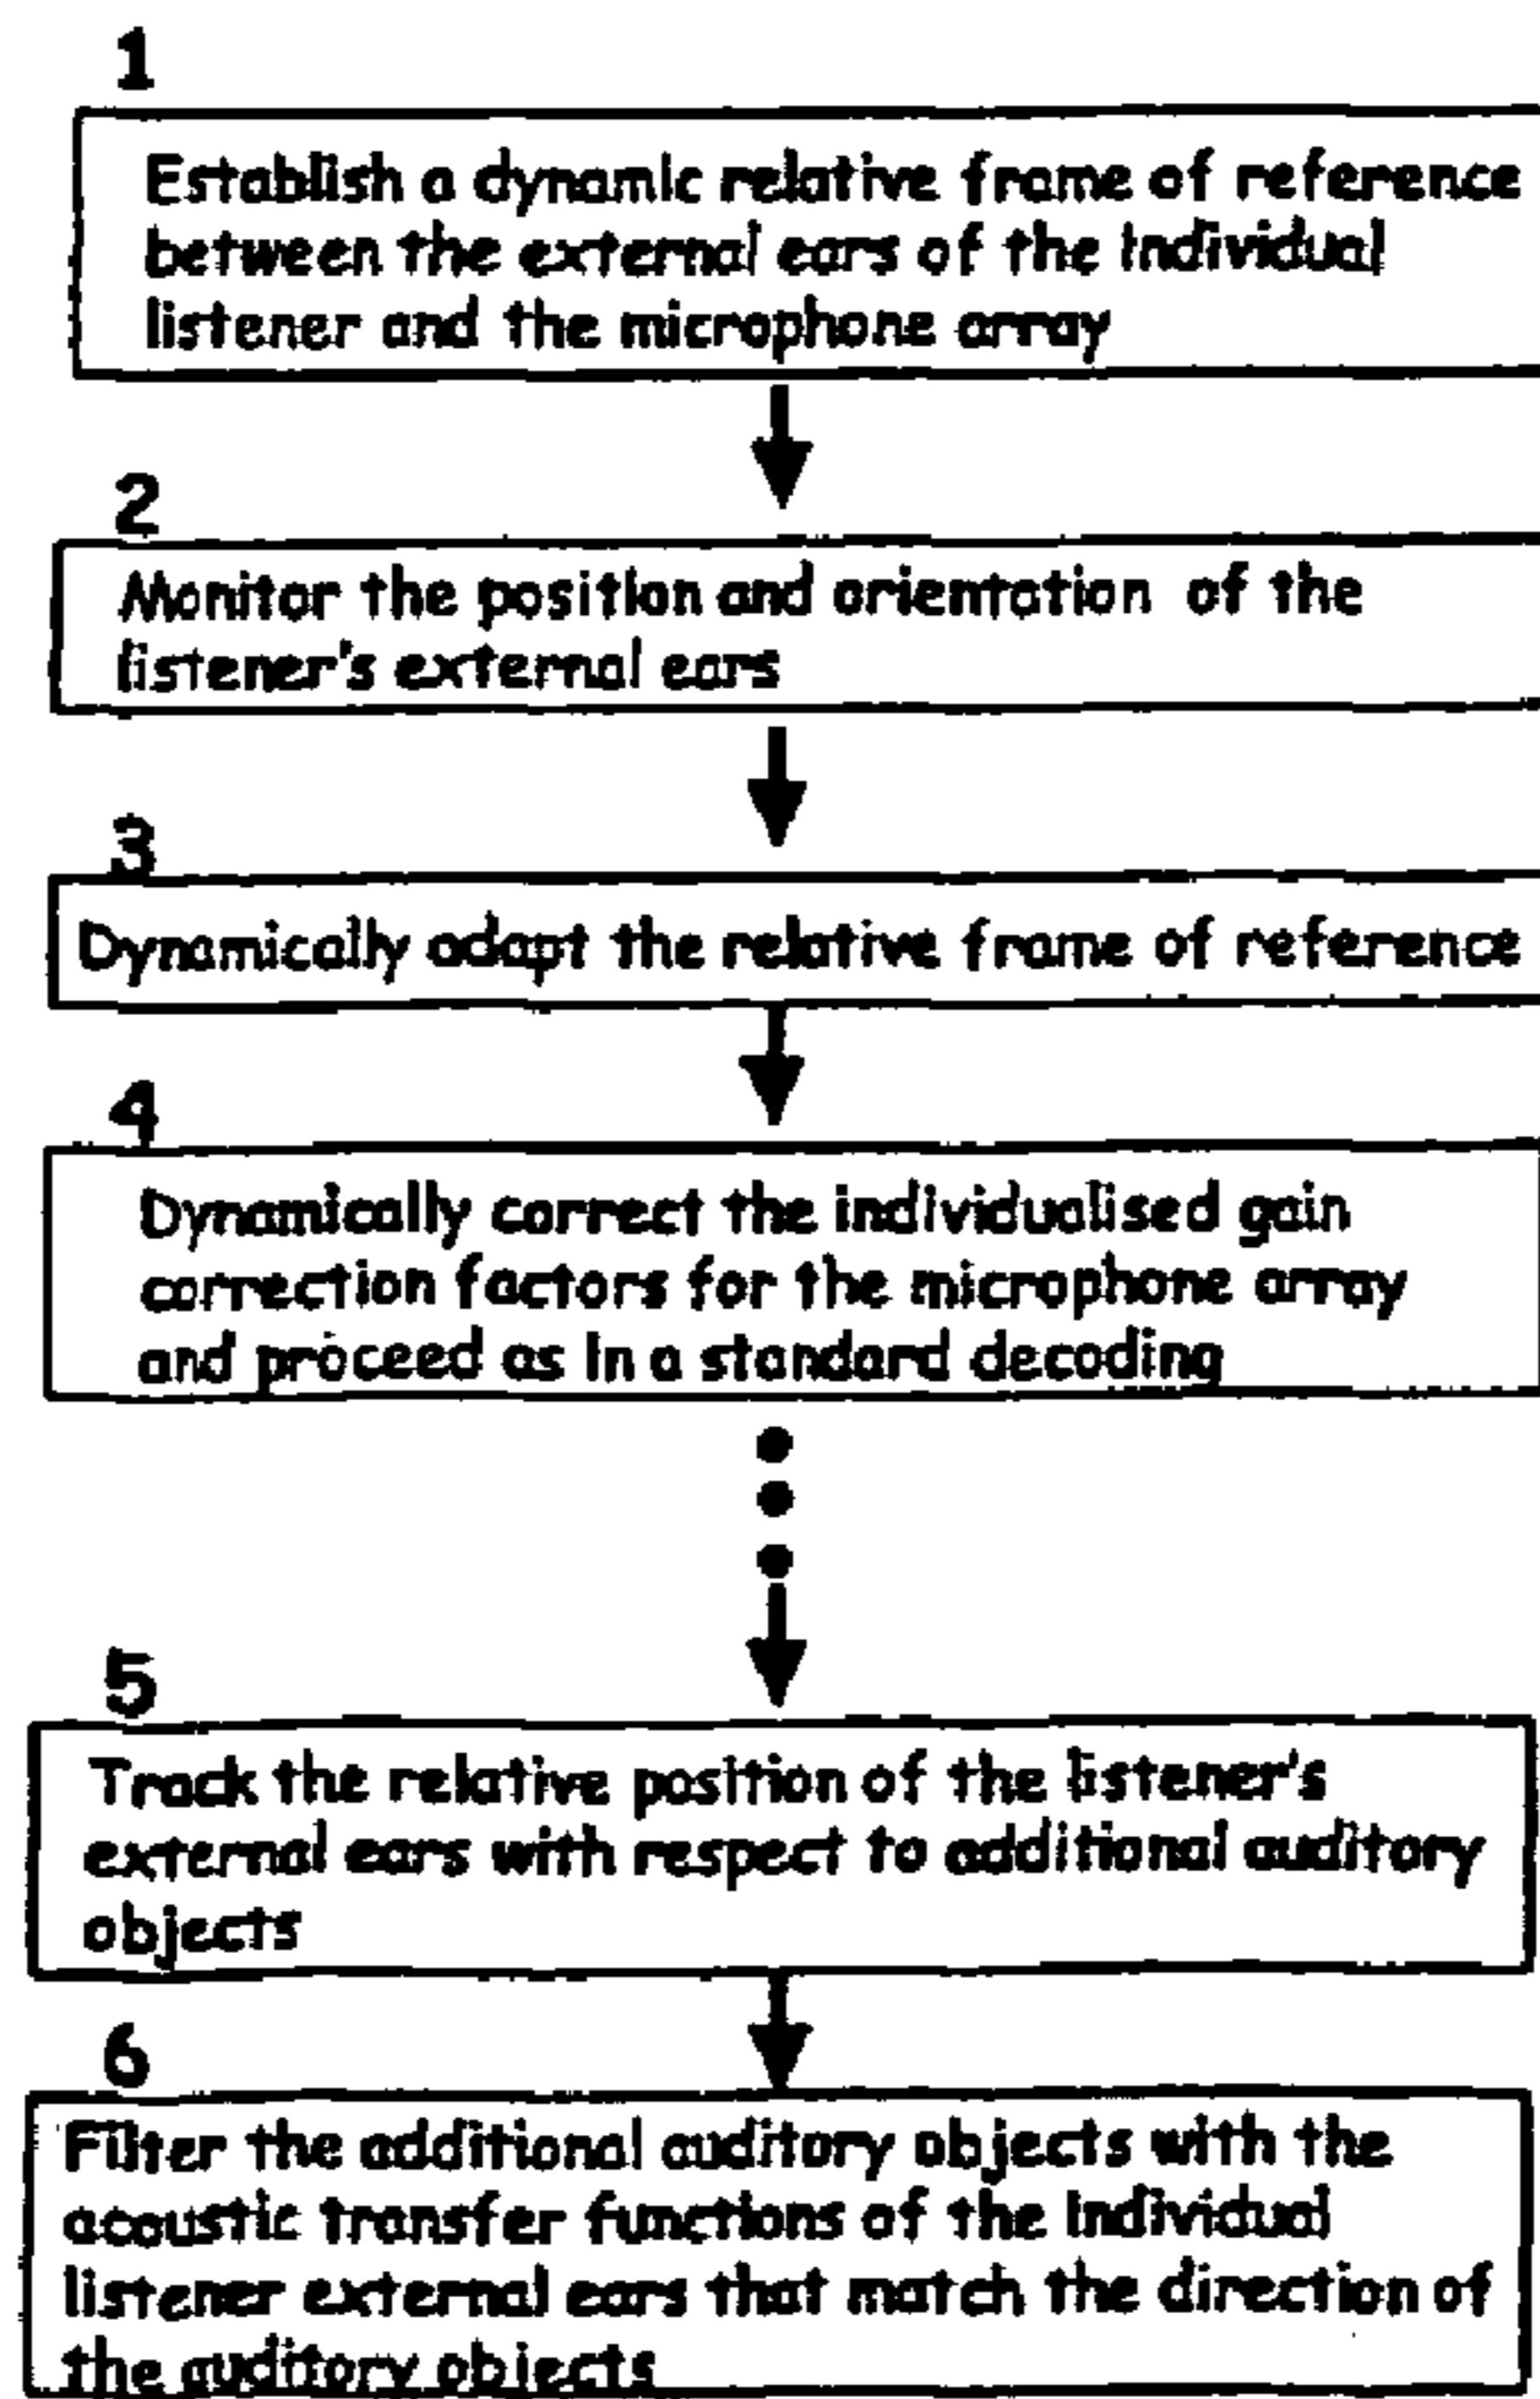 1
Establish a dynamic relative frame of reference
between the external ears of the individual
listener and the microphone array
2
Monitor the position and orientation of the
listener's external ears
3
Dynamically adapt the relative frame of reference
4
Dynamically correct the individualised gain
correction factors for the microphone array
and proceed as in a standard decoding
5
Track the relative position of the listener's
external ears with respect to additional auditory
objects
6
Filter the additional auditory objects with the
acoustic transfer functions of the individual
listener external ears that match the direction of
the auditory objects